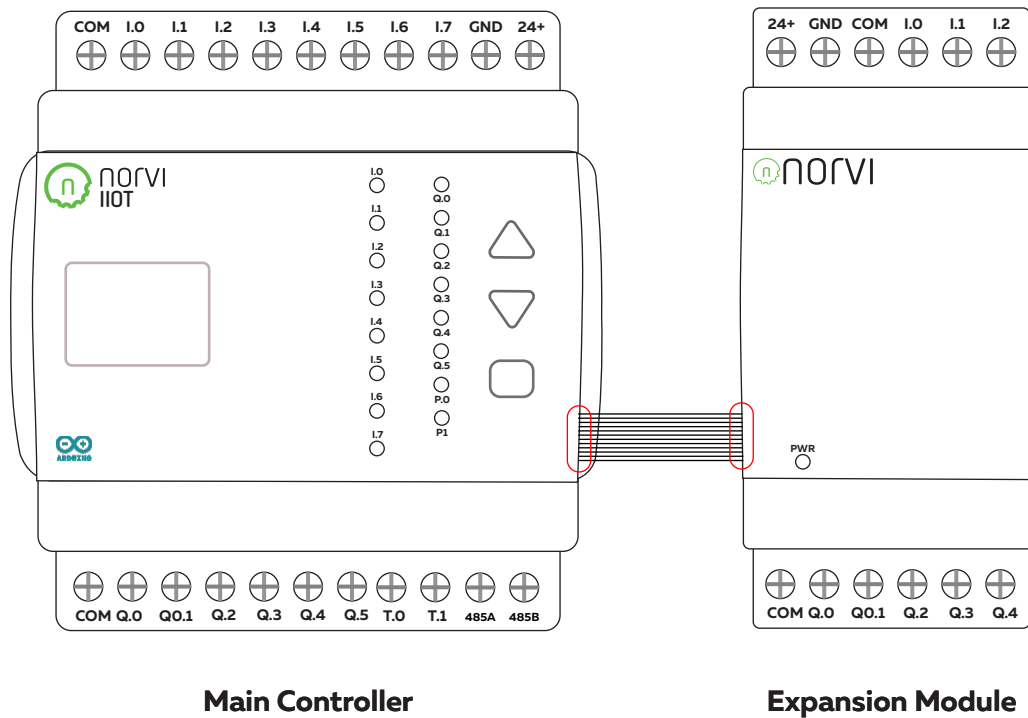 COM I.0 I.1 I.2 I.3 I.4 I.5 I.6 I.7 GND 24+
norvi
IIOT
I.0
I.1
I.2
I.3
I.4
I.5
I.6
I.7
Q.0
Q.1
Q.2
Q.3
Q.4
Q.5
P.0
P1
ARDUINO
COM Q.0 Q0.1 Q.2 Q.3 Q.4 Q.5 T.0 T.1 485A 485B
Main Controller
24+ GND COM I.0 I.1 I.2
n norvi
PWR
COM Q.0 Q0.1 Q.2 Q.3 Q.4
Expansion Module